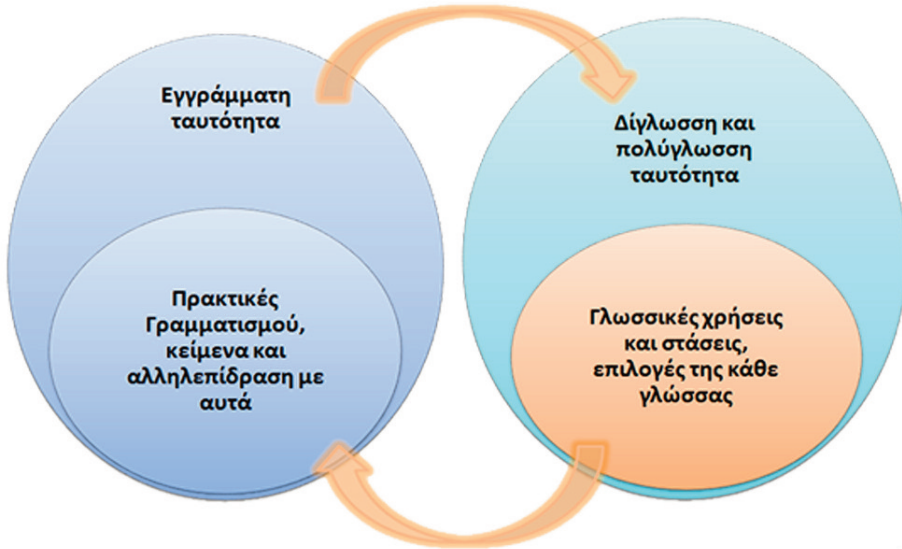 Εγγράμματη
ταυτότητα
Πρακτικές
Γραμματισμού,
κείμενα και
αλληλεπίδραση με
αυτά
Δίγλωσση και
πολύγλωσση
ταυτότητα
Γλωσσικές χρήσεις
και στάσεις,
επιλογές της κάθε
γλώσσας